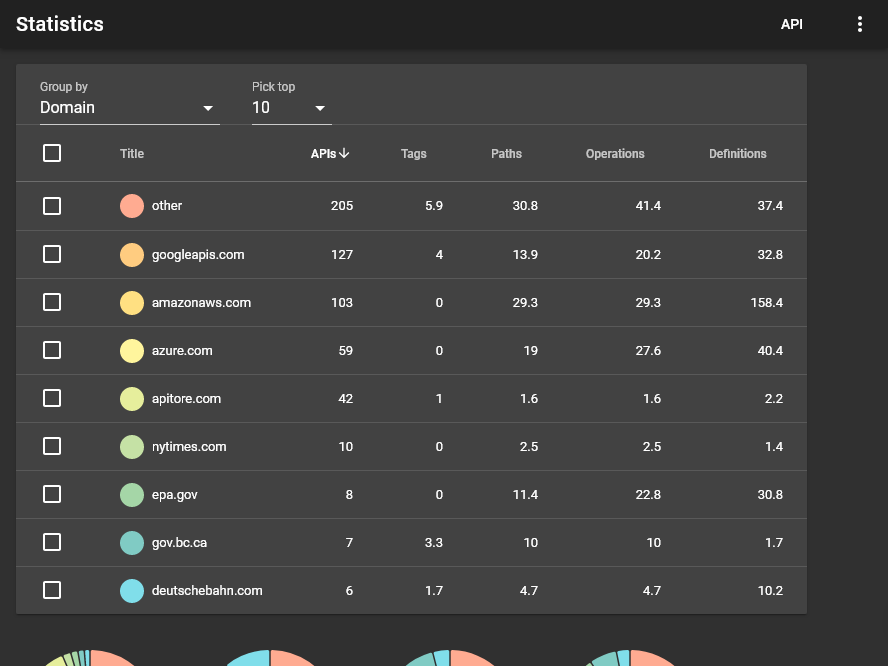 Statistics API
Group by Pick top
Domain 10
Title APIs Tags Paths Operations Definitions
other 205 5.9 30.8 41.4 37.4
googleapis.com 127 4 13.9 20.2 32.8
amazonaws.com 103 0 29.3 29.3 158.4
azure.com 59 0 19 27.6 40.4
apitore.com 42 1 1.6 1.6 2.2
nytimes.com 10 0 2.5 2.5 1.4
epa.gov 8 0 11.4 22.8 30.8
gov.bc.ca 7 3.3 10 10 1.7
deutschebahn.com 6 1.7 4.7 4.7 10.2